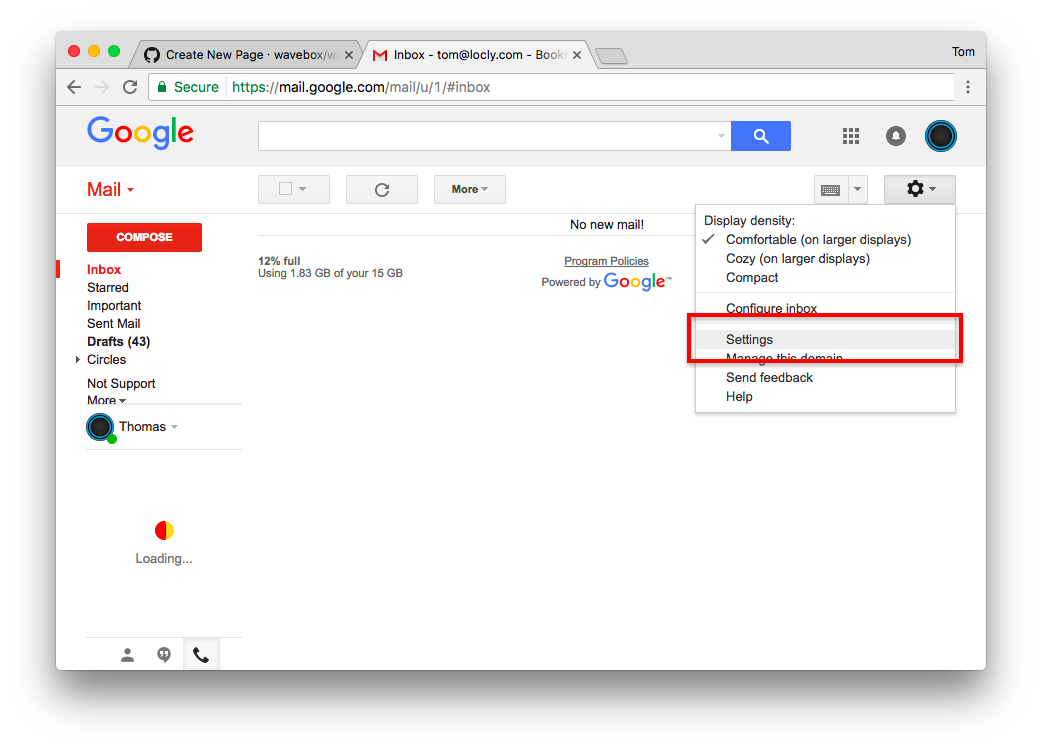 Create New Page · wavebox/wa
Inbox - tom@locly.com - Bookr
Tom
Secure
https://mail.google.com/mail/u/1/#inbox
Google
Mail
More
COMPOSE
Inbox
Starred
Important
Sent Mail
Drafts (43)
Circles
Not Support
More
Thomas
Loading...
No new mail!
12% full
Using 1.83 GB of your 15 GB
Program Policies
Powered by Google™
Display density:
Comfortable (on larger displays)
Cozy (on larger displays)
Compact
Configure inbox
Settings
Manage this domain
Send feedback
Help